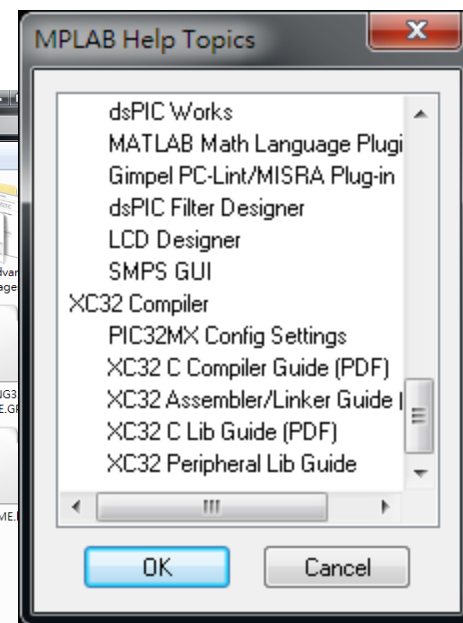 MPLAB Help Topics
dsPIC Works
MATLAB Math Language Plugi
Gimpel PC-Lint/MISRA Plug-in
dsPIC Filter Designer
LCD Designer
SMPS GUI
XC32 Compiler
PIC32MX Config Settings
XC32 C Compiler Guide (PDF)
XC32 Assembler/Linker Guide (
XC32 C Lib Guide (PDF)
XC32 Peripheral Lib Guide
OK
Cancel